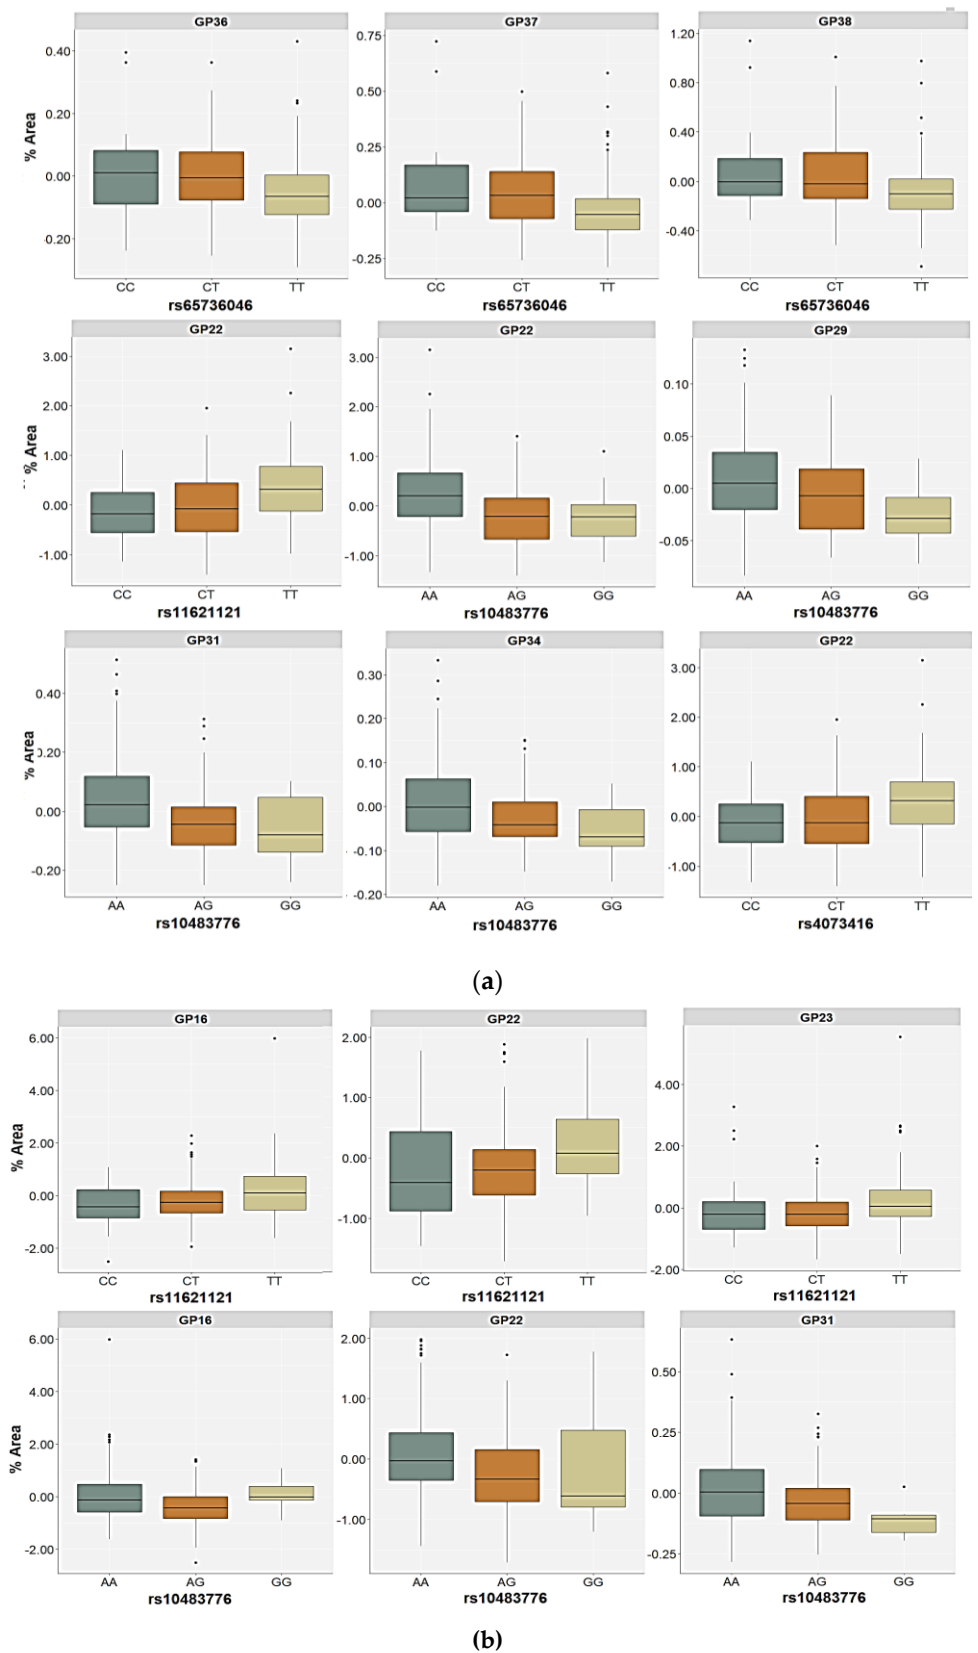 GP36 GP37 GP38
0.40 0.75 1.20
0.20 0.50 0.80
0.00 0.25 0.40
0.20 0.00 0.00
-0.25 -0.40
% Area
CC CT TT CC CT TT CC CT TT
rs65736046 rs65736046 rs65736046
GP22 GP22 GP29
3.00 3.00 0.10
2.00 2.00 0.05
1.00 1.00 0.00
0.00 0.00 -0.05
-1.00 -1.00
% Area
CC CT TT AA AG GG AA AG GG
rs11621121 rs10483776 rs10483776
GP31 GP34 GP22
0.40 0.30 3.00
0.20 0.20 2.00
0.00 0.10 1.00
-0.20 0.00 0.00
-0.10 -1.00
-0.20
% Area
AA AG GG AA AG GG CC CT TT
rs10483776 rs10483776 rs4073416
(a)
GP16 GP22 GP23
6.00 2.00 4.00
4.00 1.00 2.00
2.00 0.00 0.00
0.00 -1.00 -2.00
-2.00
% Area
CC CT TT CC CT TT CC CT TT
rs11621121 rs11621121 rs11621121
GP16 GP22 GP31
6.00 2.00 0.50
4.00 1.00 0.25
2.00 0.00 0.00
0.00 -1.00 -0.25
-2.00
% Area
AA AG GG AA AG GG AA AG GG
rs10483776 rs10483776 rs10483776
(b)